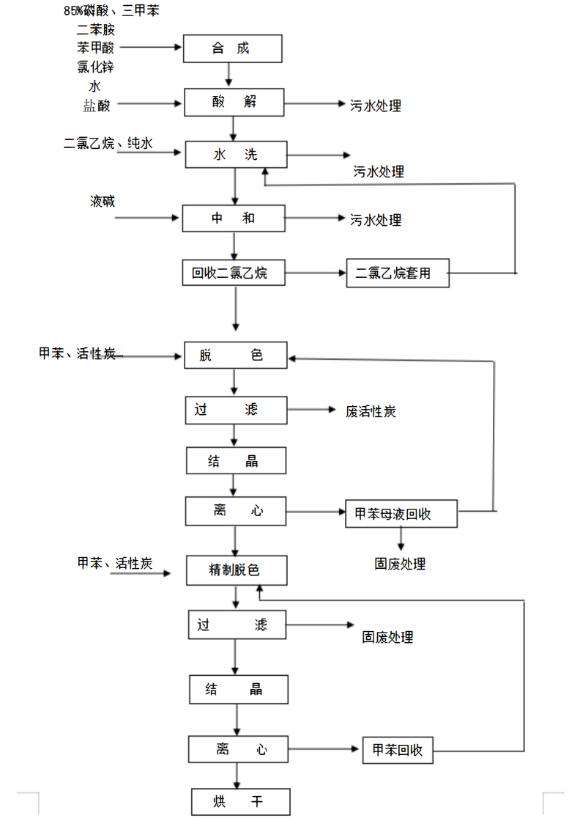 85%磷酸、三甲苯
二苯胺
苯甲酸
氯化锌
合 成
水
盐酸
酸 解
污水处理
二氯乙烷、纯水
水 洗
污水处理
液碱
中 和
污水处理
回收二氯乙烷
二氯乙烷套用
甲苯、活性炭
脱 色
过 滤
废活性炭
结 晶
离 心
甲苯母液回收
固废处理
甲苯、活性炭
精制脱色
过 滤
固废处理
结 晶
离 心
甲苯回收
烘 干